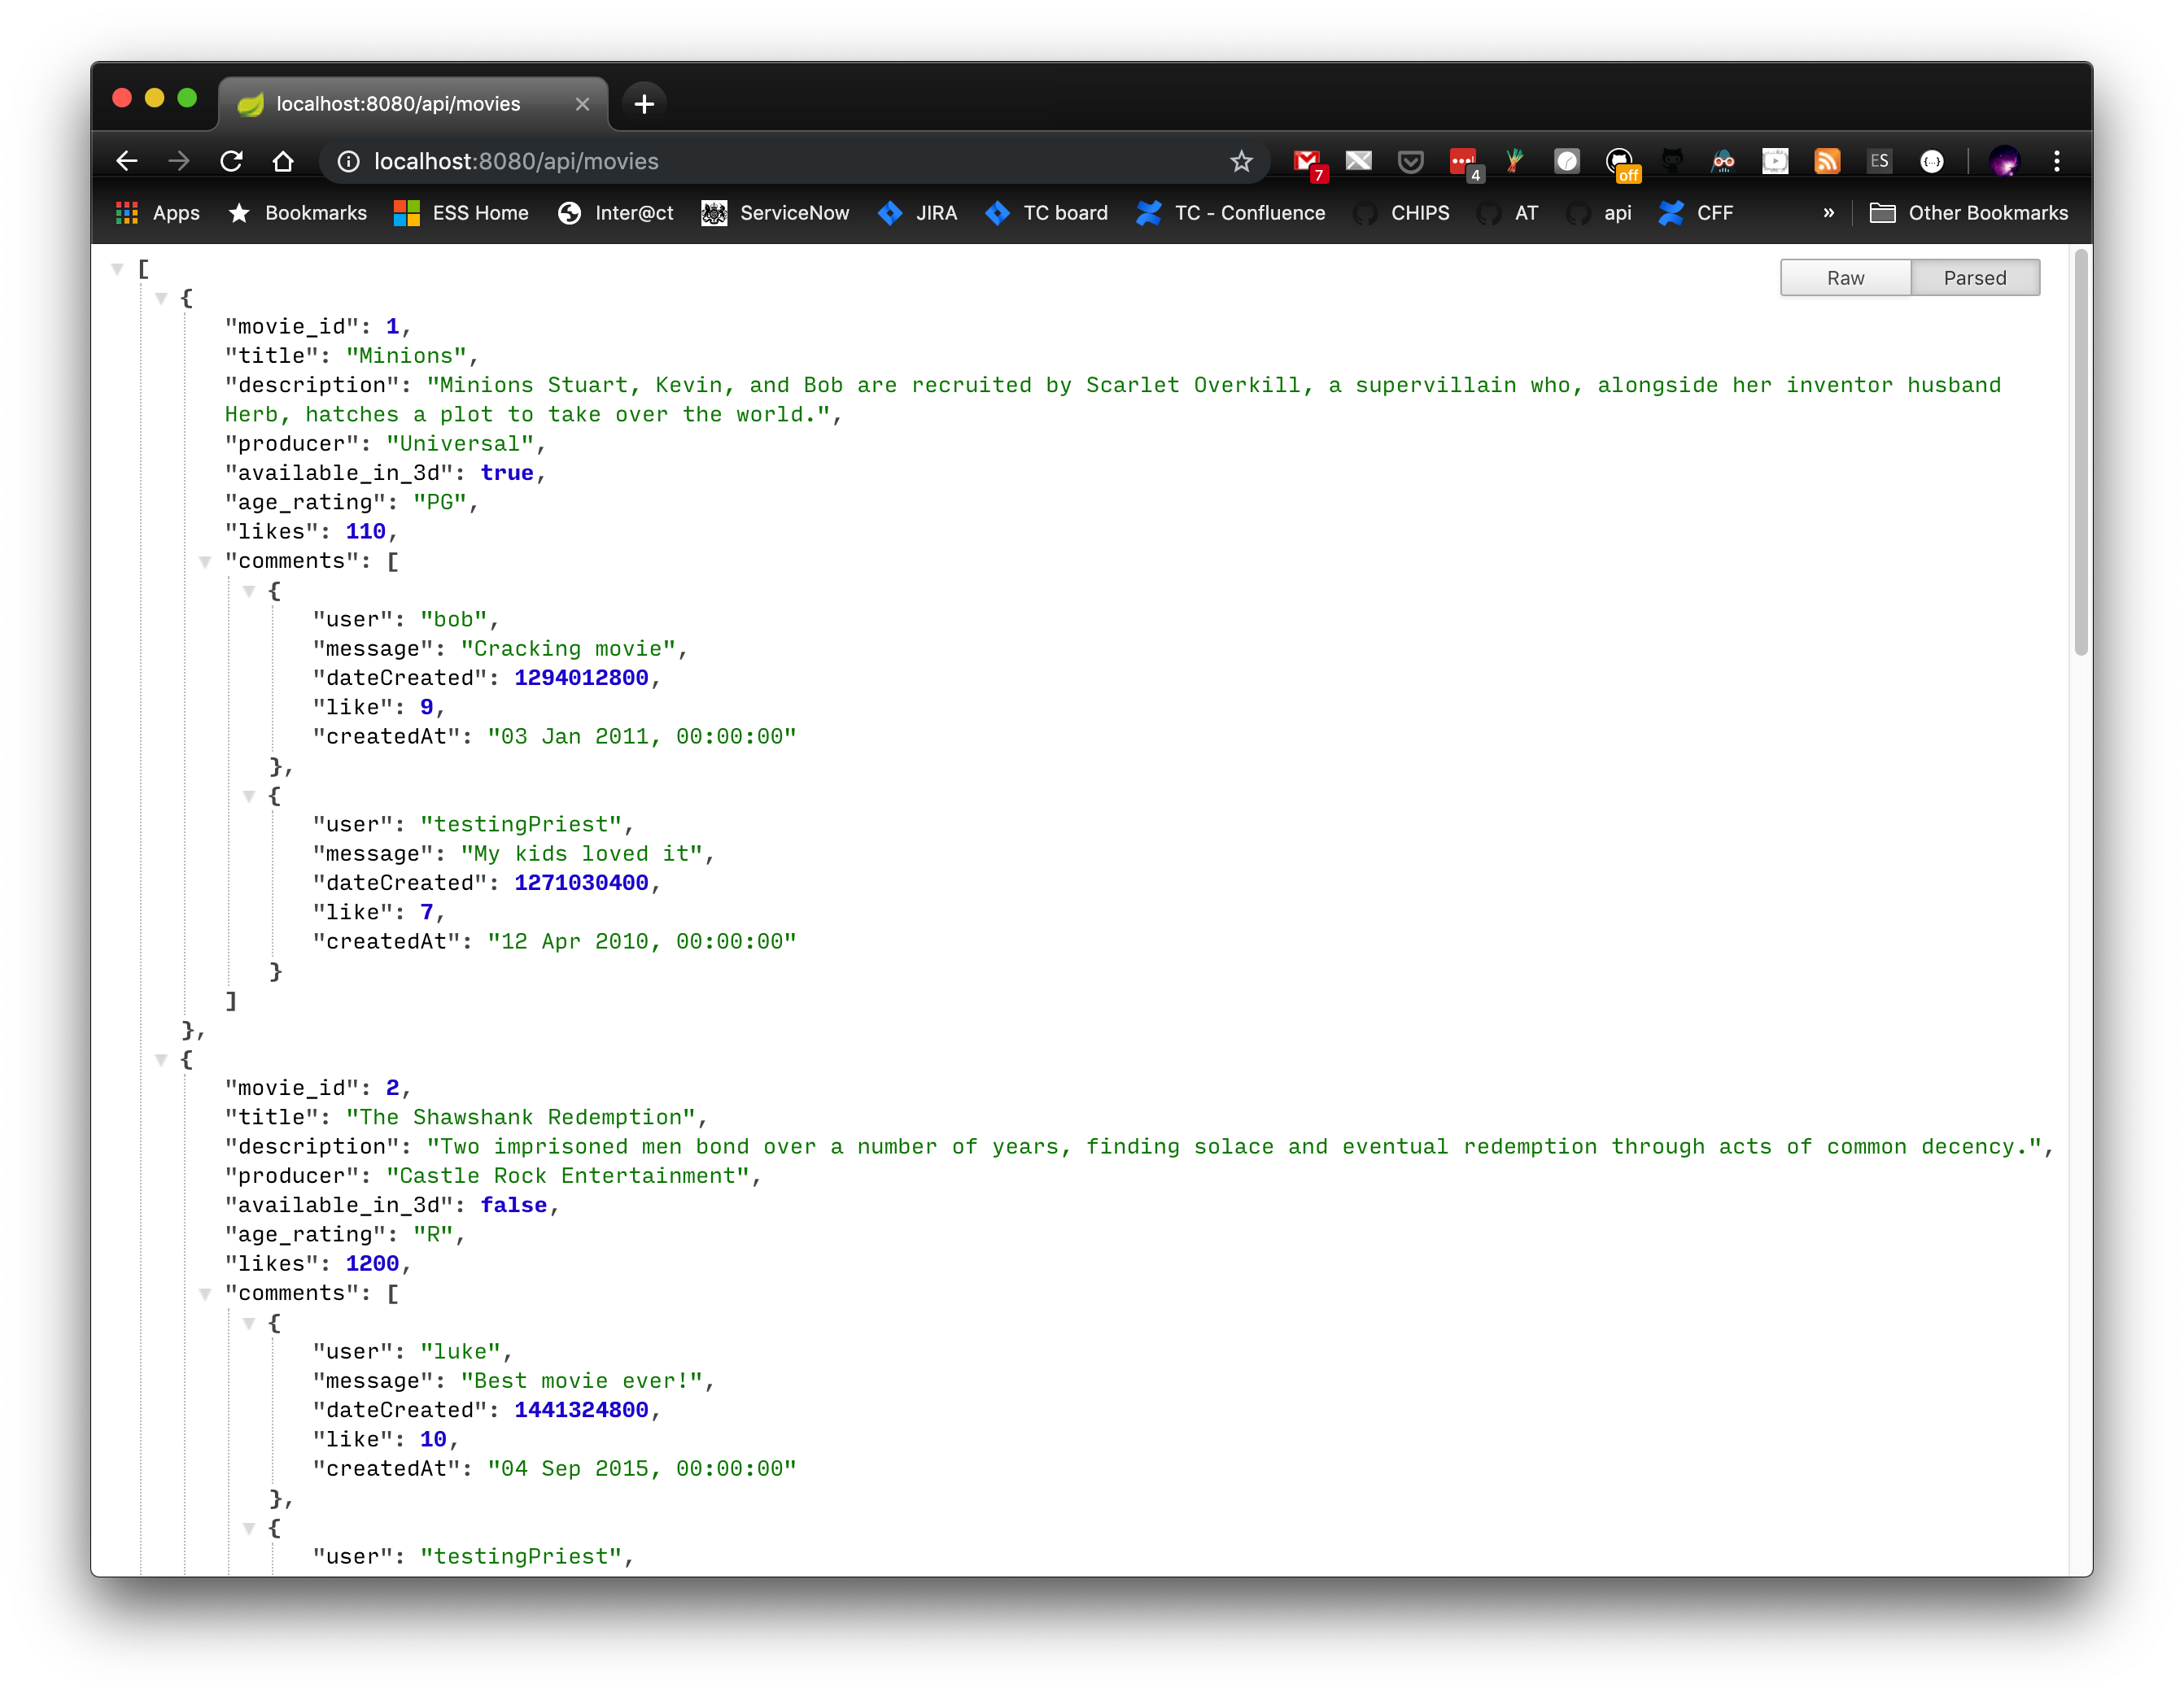 localhost:8080/api/movies
localhost:8080/api/movies
7
4
off
ES
{...}
Apps Bookmarks ESS Home Inter@ct ServiceNow JIRA TC board TC - Confluence CHIPS AT api CFF » Other Bookmarks
Raw Parsed
[
{
"movie_id": 1,
"title": "Minions",
"description": "Minions Stuart, Kevin, and Bob are recruited by Scarlet Overkill, a supervillain who, alongside her inventor husband
Herb, hatches a plot to take over the world.",
"producer": "Universal",
"available_in_3d": true,
"age_rating": "PG",
"likes": 110,
"comments": [
{
"user": "bob",
"message": "Cracking movie",
"dateCreated": 1294012800,
"like": 9,
"createdAt": "03 Jan 2011, 00:00:00"
},
{
"user": "testingPriest",
"message": "My kids loved it",
"dateCreated": 1271030400,
"like": 7,
"createdAt": "12 Apr 2010, 00:00:00"
}
]
},
{
"movie_id": 2,
"title": "The Shawshank Redemption",
"description": "Two imprisoned men bond over a number of years, finding solace and eventual redemption through acts of common decency.",
"producer": "Castle Rock Entertainment",
"available_in_3d": false,
"age_rating": "R",
"likes": 1200,
"comments": [
{
"user": "luke",
"message": "Best movie ever!",
"dateCreated": 1441324800,
"like": 10,
"createdAt": "04 Sep 2015, 00:00:00"
},
{
"user": "testingPriest",